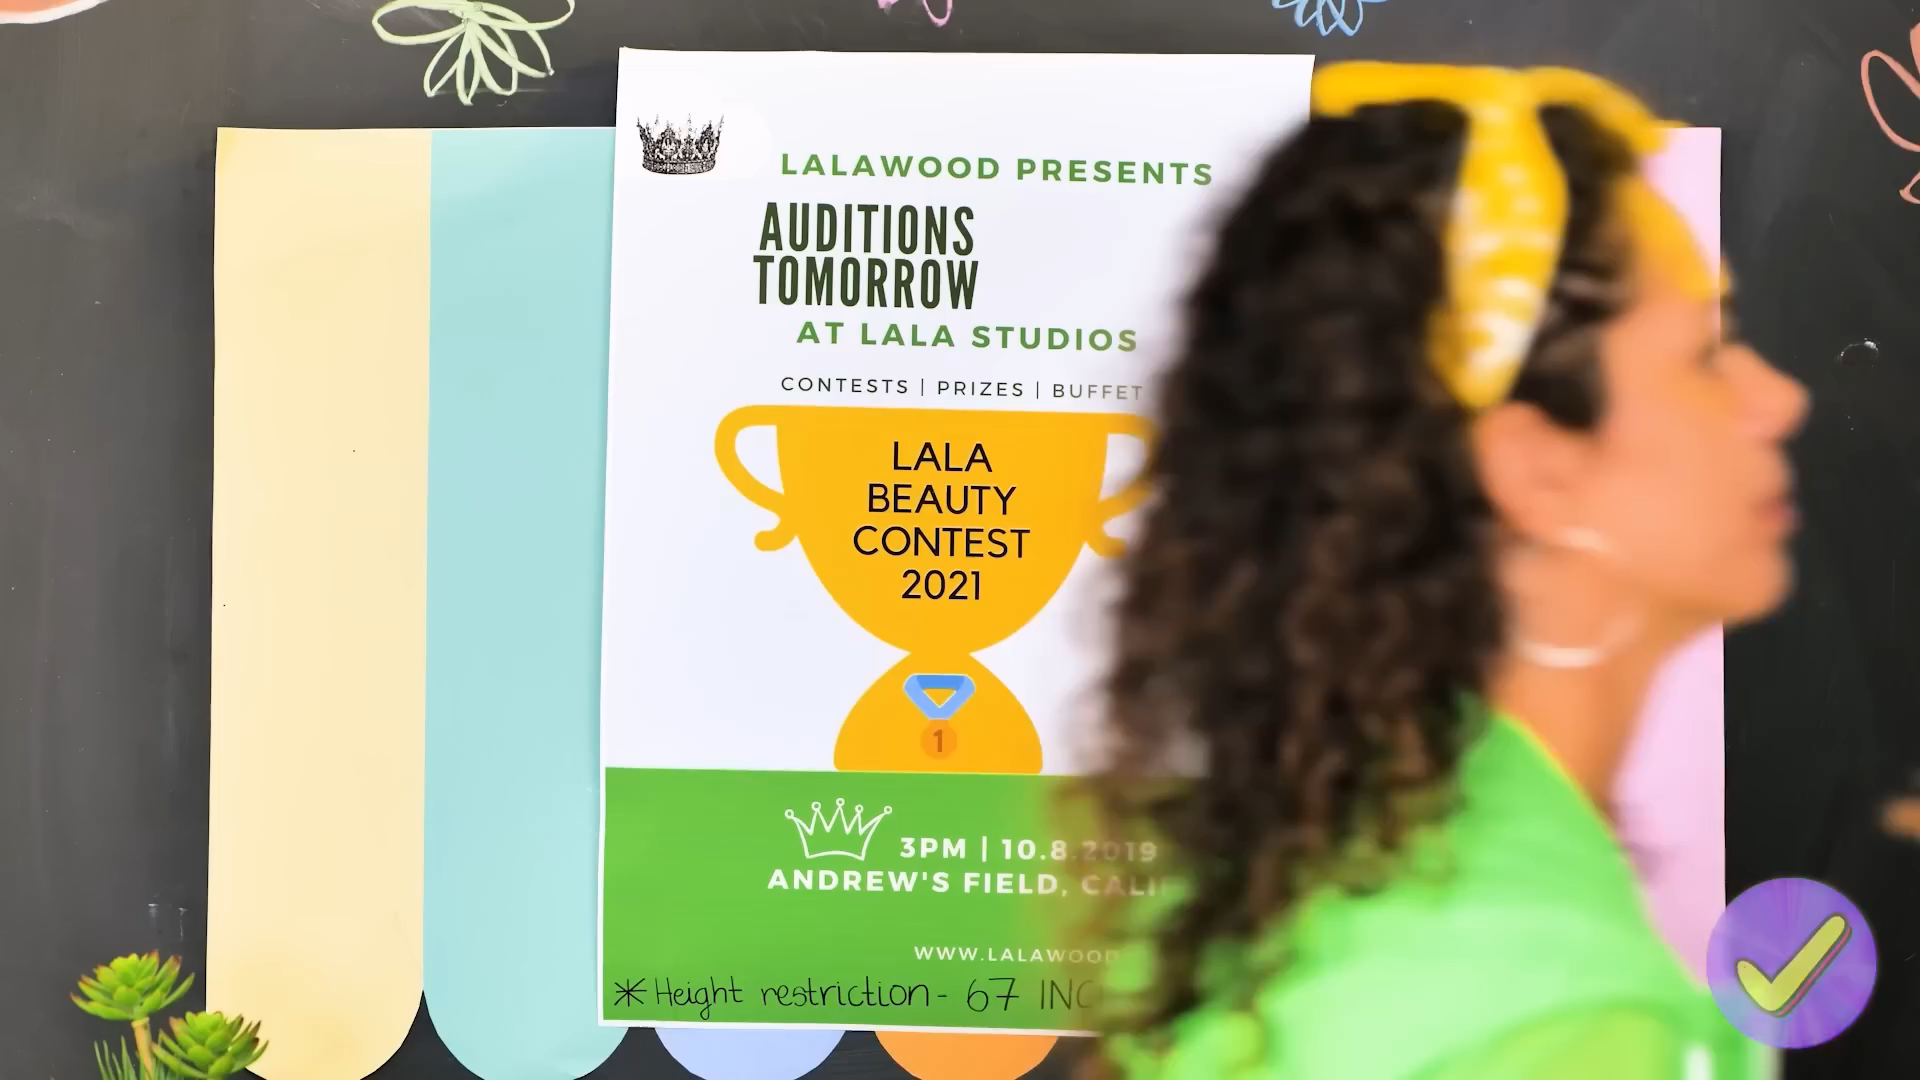 LALAWOOD PRESENTS
AUDITIONS
TOMORROW
AT LALA STUDIOS
CONTESTS | PRIZES | BUFFET
LALA
BEAUTY
CONTEST
2021
1
3PM | 10.8.2019
ANDREW'S FIELD,
WWW.LALAWOOD
*Height restriction- 67